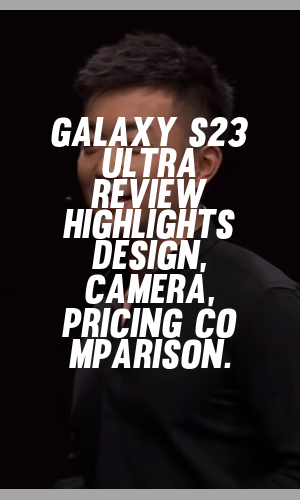 GALAXY S23
ULTRA
REVIEW
HIGHLIGHTS
DESIGN,
CAMERA,
PRICING CO
MPARISON.